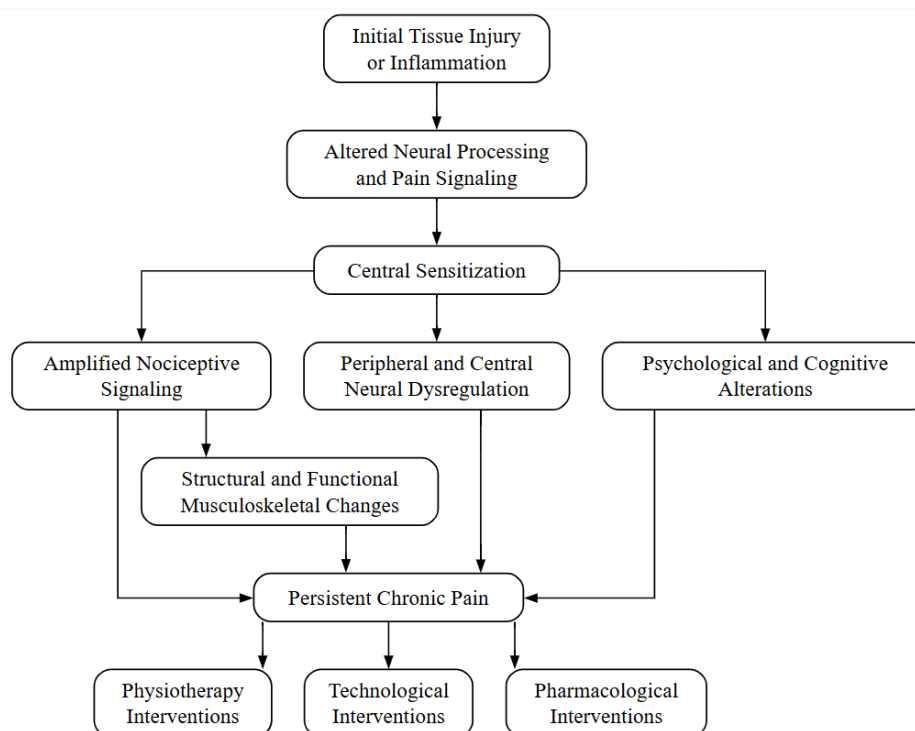 Initial Tissue Injury
or Inflammation
Altered Neural Processing
and Pain Signaling
Central Sensitization
Amplified Nociceptive
Signaling
Peripheral and Central
Neural Dysregulation
Psychological and Cognitive
Alterations
Structural and Functional
Musculoskeletal Changes
Persistent Chronic Pain
Physiotherapy
Interventions
Technological
Interventions
Pharmacological
Interventions